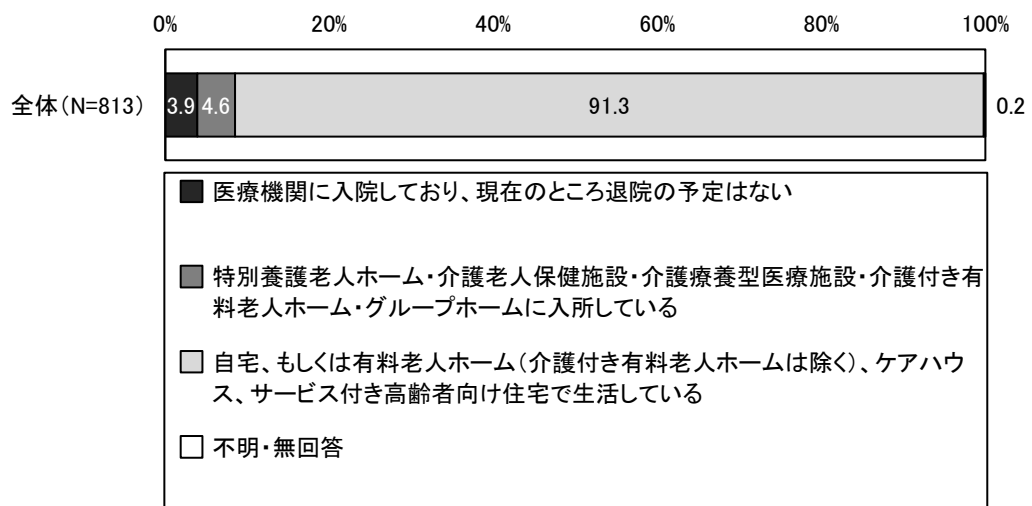 0% 20% 40% 60% 80% 100%
全体(N=813) 3.9 4.6 91.3 0.2
医療機関に入院しており、現在のところ退院の予定はない
特別養護老人ホーム・介護老人保健施設・介護療養型医療施設・介護付き有
料老人ホーム・グループホームに入所している
自宅、もしくは有料老人ホーム(介護付き有料老人ホームは除く)、ケアハウ
ス、サービス付き高齢者向け住宅で生活している
不明・無回答